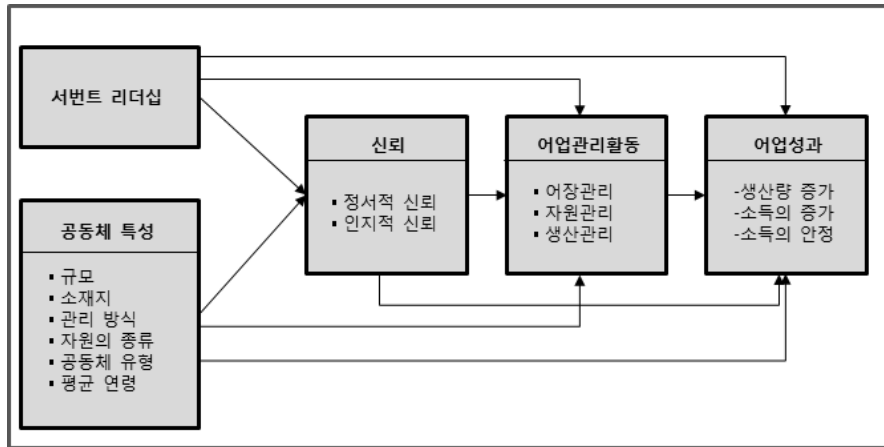 서번트 리더십
공동체 특성
▪ 규모
▪ 소재지
▪ 관리 방식
▪ 자원의 종류
▪ 공동체 유형
▪ 평균 연령
신뢰
▪ 정서적 신뢰
▪ 인지적 신뢰
어업관리활동
▪ 어장관리
▪ 자원관리
▪ 생산관리
어업성과
-생산량 증가
-소득의 증가
-소득의 안정